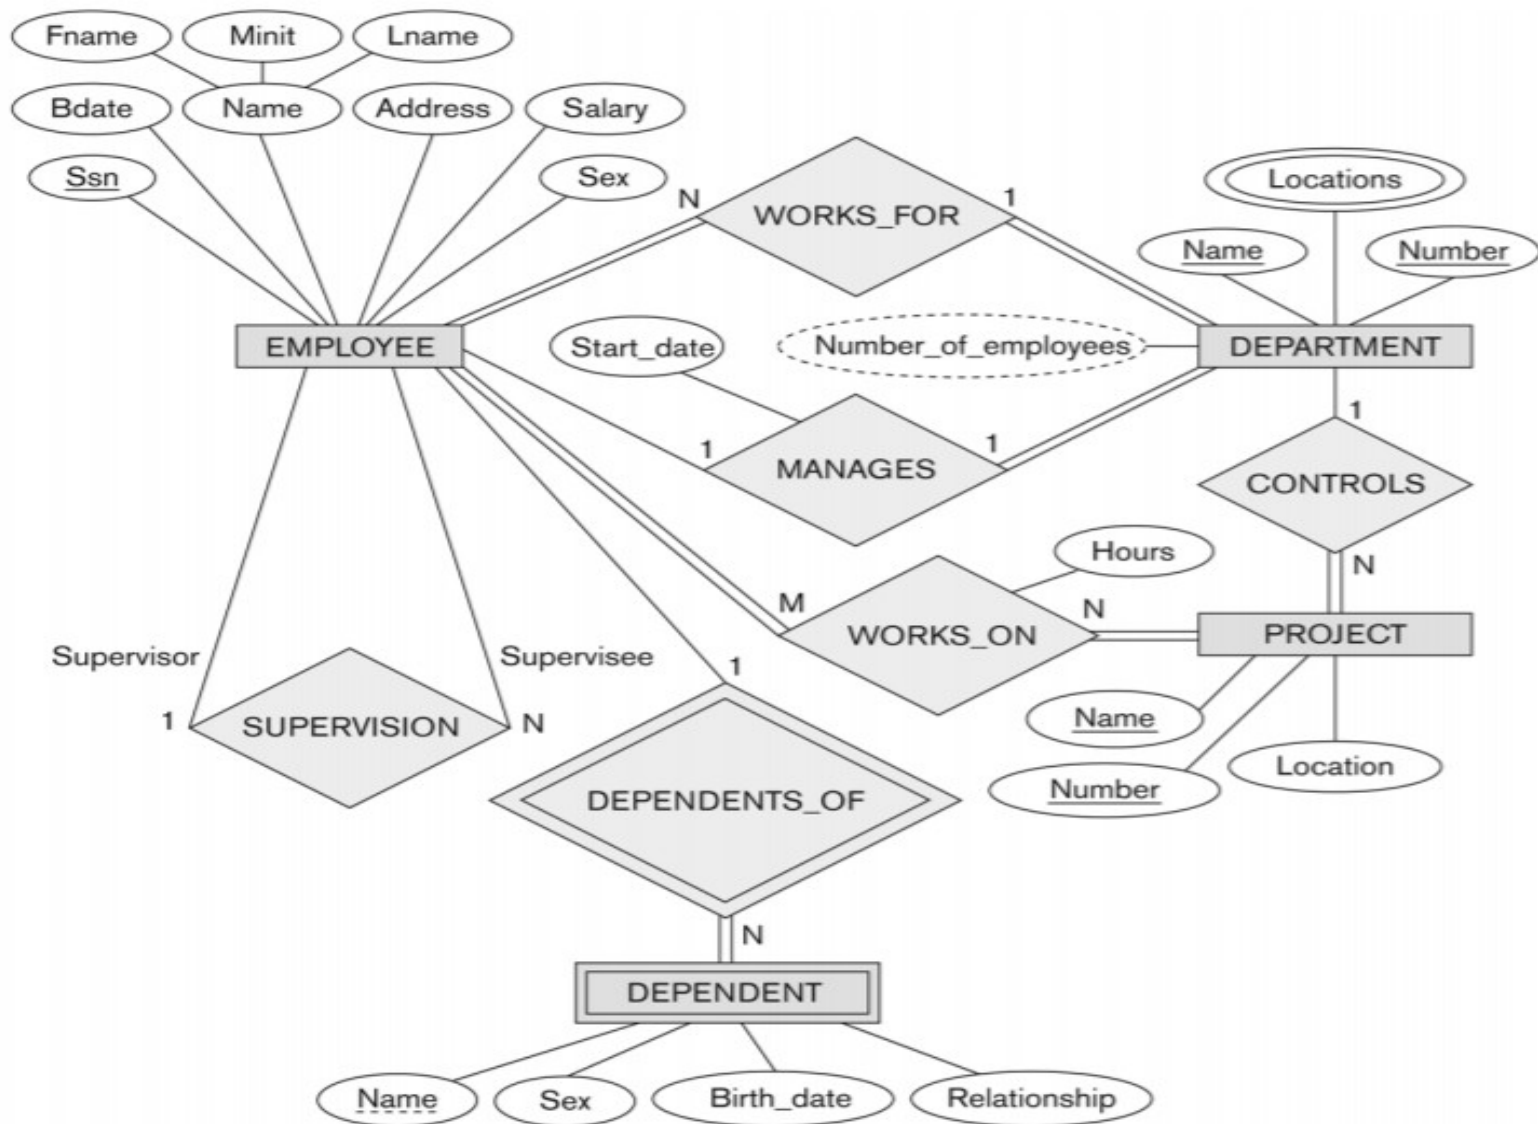 Fname Minit Lname
Bdate Name Address Salary
Ssn Sex
N WORKS_FOR 1
Locations
Name Number
EMPLOYEE
Start_date
Number_of_employees
DEPARTMENT
1 MANAGES 1
1
CONTROLS
N
Hours
M WORKS_ON N
PROJECT
Name
Number
Location
Supervisor Supervisee
1 SUPERVISION N
1
DEPENDENTS_OF
N
DEPENDENT
Name Sex Birth_date Relationship